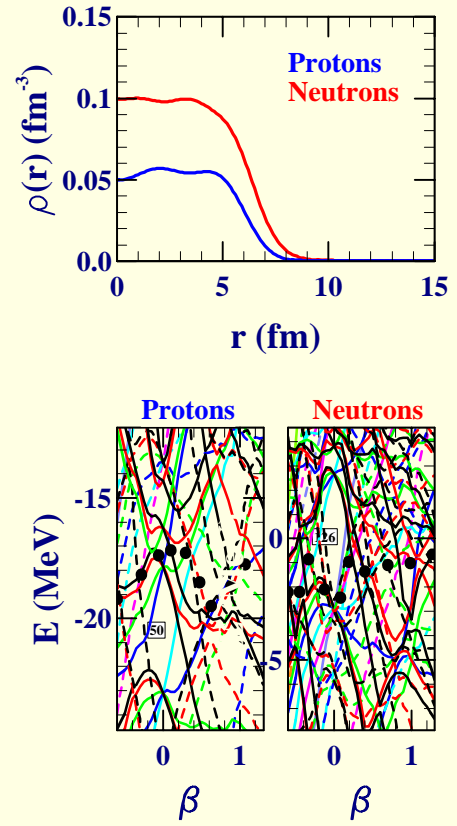 0.15
Protons
Neutrons
0.1
0.05
0.0
ρ(r) (fm⁻³)
0 5 10 15
r (fm)
Protons Neutrons
-15
-20
50
E (MeV)
0
-5
126
0 1 0 1
β β